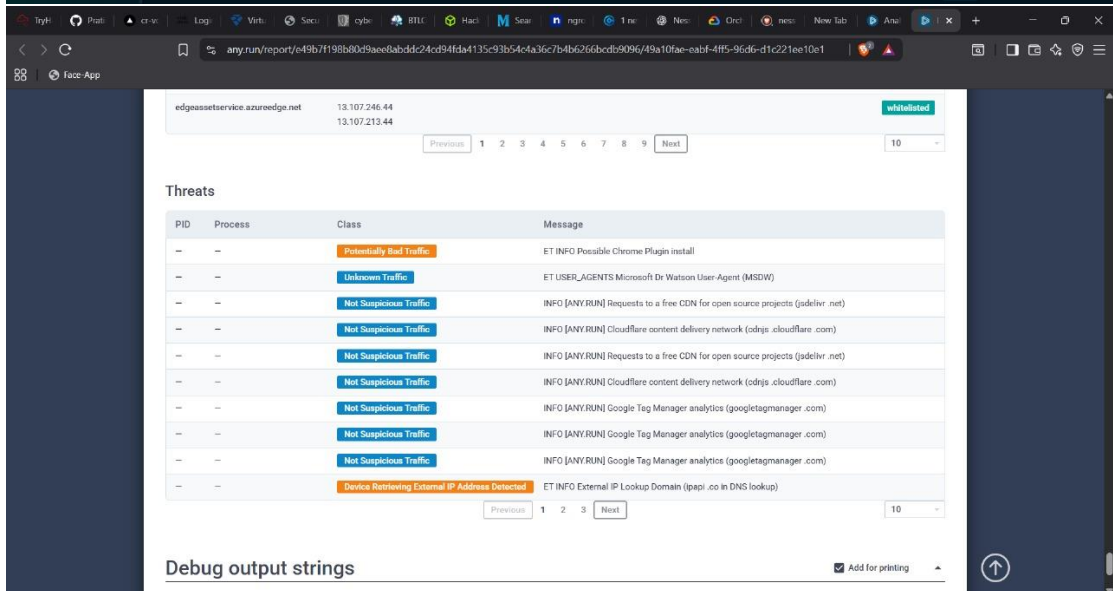 TryH Prati cr-ve Logi Virtu Secu cybe BTLC Hack Sear ngro 1 ne Ness Orch ness New Tab Anal
any.run/report/e49b7f198b80d9aee8abddc24cd94fda4135c93b54c4a36c7b4b6266bcdb9096/49a10fae-eabf-4ff5-96d6-d1c221ee10e1
Face-App
edgeassetservice.azureedge.net 13.107.246.44 whitelisted
13.107.213.44
Previous 1 2 3 4 5 6 7 8 9 Next 10
Threats
PID Process Class Message
– – Potentially Bad Traffic ET INFO Possible Chrome Plugin install
– – Unknown Traffic ET USER_AGENTS Microsoft Dr Watson User-Agent (MSDW)
– – Not Suspicious Traffic INFO [ANY.RUN] Requests to a free CDN for open source projects (jsdelivr .net)
– – Not Suspicious Traffic INFO [ANY.RUN] Cloudflare content delivery network (cdnjs .cloudflare .com)
– – Not Suspicious Traffic INFO [ANY.RUN] Requests to a free CDN for open source projects (jsdelivr .net)
– – Not Suspicious Traffic INFO [ANY.RUN] Cloudflare content delivery network (cdnjs .cloudflare .com)
– – Not Suspicious Traffic INFO [ANY.RUN] Google Tag Manager analytics (googletagmanager .com)
– – Not Suspicious Traffic INFO [ANY.RUN] Google Tag Manager analytics (googletagmanager .com)
– – Not Suspicious Traffic INFO [ANY.RUN] Google Tag Manager analytics (googletagmanager .com)
– – Device Retrieving External IP Address Detected ET INFO External IP Lookup Domain (ipapi .co in DNS lookup)
Previous 1 2 3 Next 10
Debug output strings Add for printing